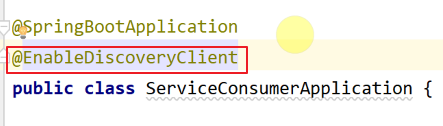 @SpringBootApplication
@EnableDiscoveryClient
public class ServiceConsumerApplication {